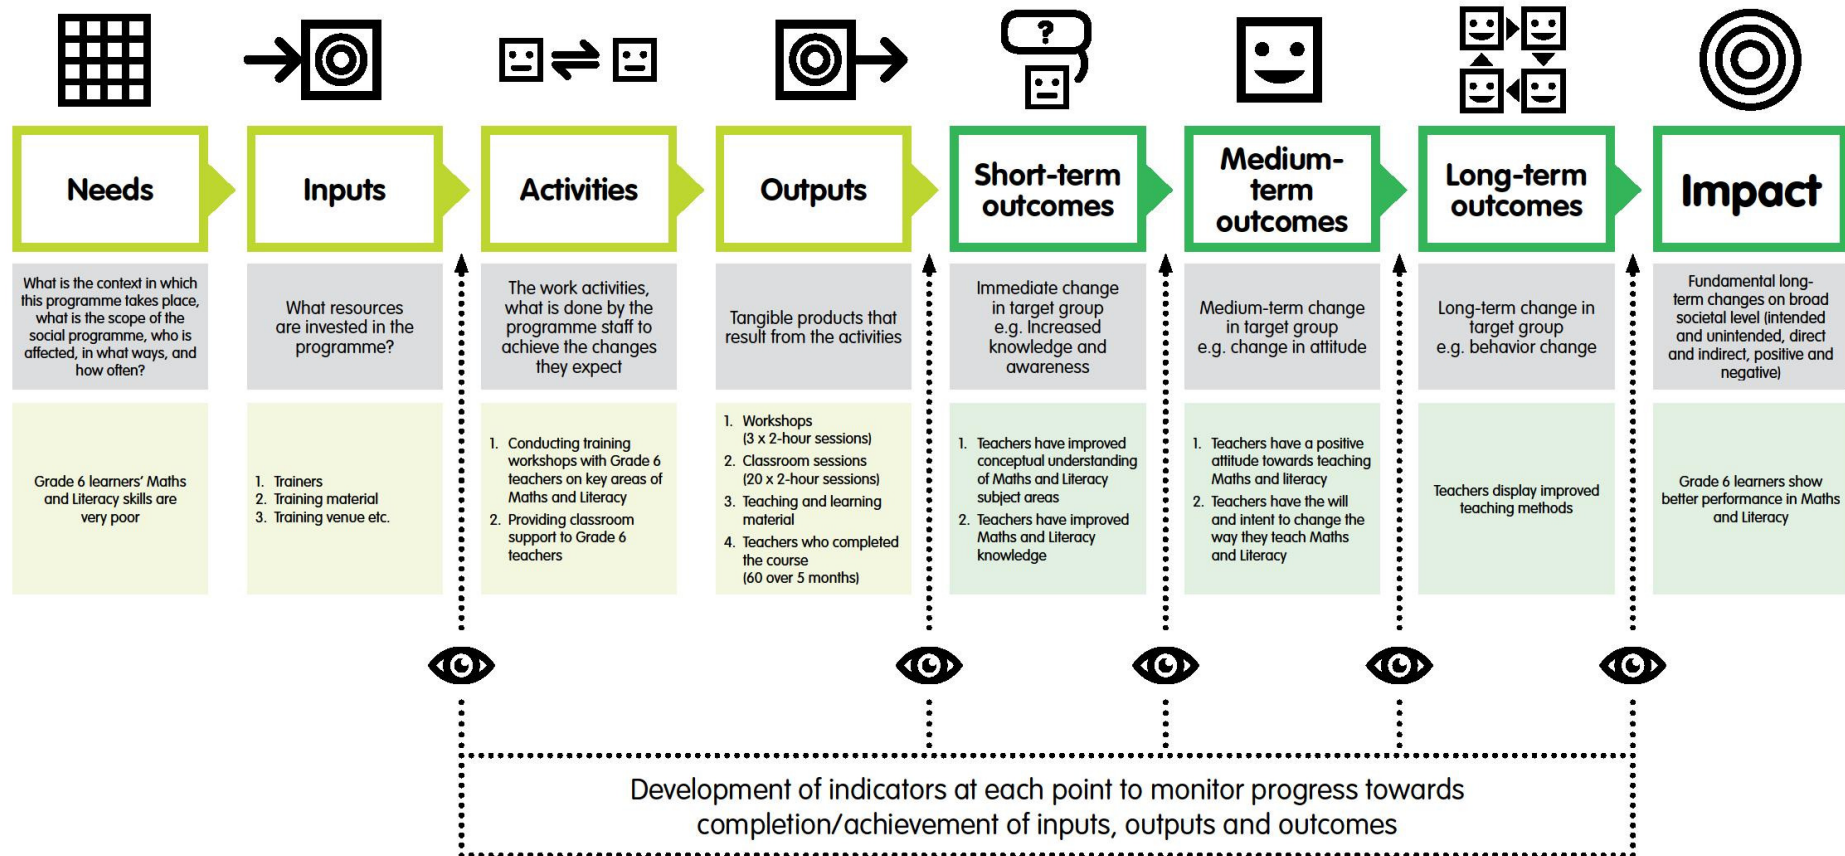 ?
Needs
Inputs
Activities
Outputs
Short-term
outcomes
Medium-
term
outcomes
Long-term
outcomes
Impact
What is the context in which
this programme takes place,
what is the scope of the
social programme, who is
affected, in what ways, and
how often?
What resources
are invested in the
programme?
The work activities,
what is done by the
programme staff to
achieve the changes
they expect
Tangible products that
result from the activities
Immediate change
in target group
e.g. Increased
knowledge and
awareness
Medium-term change
in target group
e.g. change in attitude
Long-term change in
target group
e.g. behavior change
Fundamental long-
term changes on broad
societal level (intended
and unintended, direct
and indirect, positive and
negative)
Grade 6 learners' Maths
and Literacy skills are
very poor
1. Trainers
2. Training material
3. Training venue etc.
1. Conducting training
workshops with Grade 6
teachers on key areas of
Maths and Literacy
2. Providing classroom
support to Grade 6
teachers
1. Workshops
(3 x 2-hour sessions)
2. Classroom sessions
(20 x 2-hour sessions)
3. Teaching and learning
material
4. Teachers who completed
the course
(60 over 5 months)
1. Teachers have improved
conceptual understanding
of Maths and Literacy
subject areas
2. Teachers have improved
Maths and Literacy
knowledge
1. Teachers have a positive
attitude towards teaching
Maths and literacy
2. Teachers have the will
and intent to change the
way they teach Maths
and Literacy
Teachers display improved
teaching methods
Grade 6 learners show
better performance in Maths
and Literacy
Development of indicators at each point to monitor progress towards
completion/achievement of inputs, outputs and outcomes